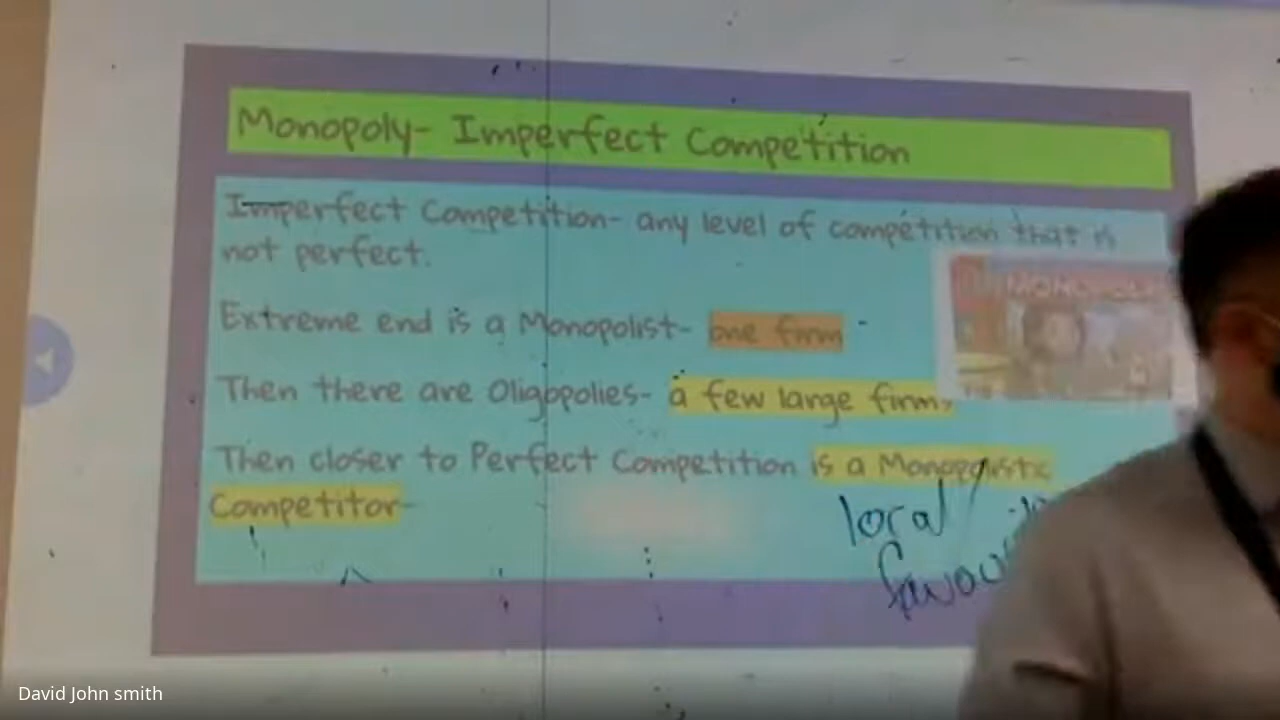 Monopoly- Imperfect Competition
Imperfect Competition- any level of competition that is
not perfect.
MONOPOLY
Extreme end is a Monopolist- one firm
Then there are Oligopolies- a few large firms
Then closer to Perfect Competition is a Monopolistic
Competitor-
local
David John smith